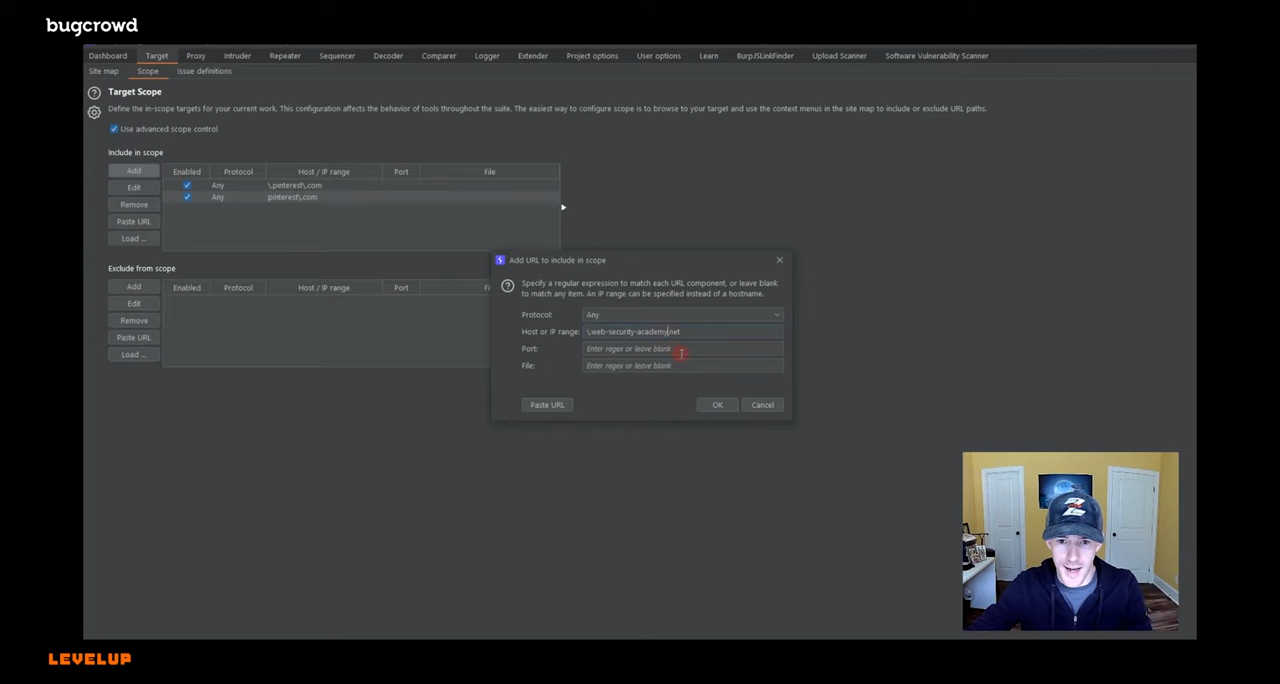 bugcrowd
Dashboard Target Proxy Intruder Repeater Sequencer Decoder Comparer Logger Extender Project options User options Learn BurpJSLinkFinder Upload Scanner Software Vulnerability Scanner
Site map Scope Issue definitions
Target Scope
Define the in-scope targets for your current work. This configuration affects the behavior of tools throughout the suite. The easiest way to configure scope is to browse to your target and use the context menus in the site map to include or exclude URL paths.
Use advanced scope control
Include in scope
Add Enabled Protocol Host / IP range Port File
Any \.pinterest\.com
Edit
Any pinterest\.com
Remove
Paste URL
Load ...
Add URL to include in scope
Exclude from scope
Specify a regular expression to match each URL component, or leave blank
to match any item. An IP range can be specified instead of a hostname.
Add Enabled Protocol Host / IP range Port Fi
Edit
Protocol: Any
Remove
Host or IP range: \.web-security-academy.net
Paste URL
Port: Enter regex or leave blank
Load ...
File: Enter regex or leave blank
Paste URL OK Cancel
LEVELUP